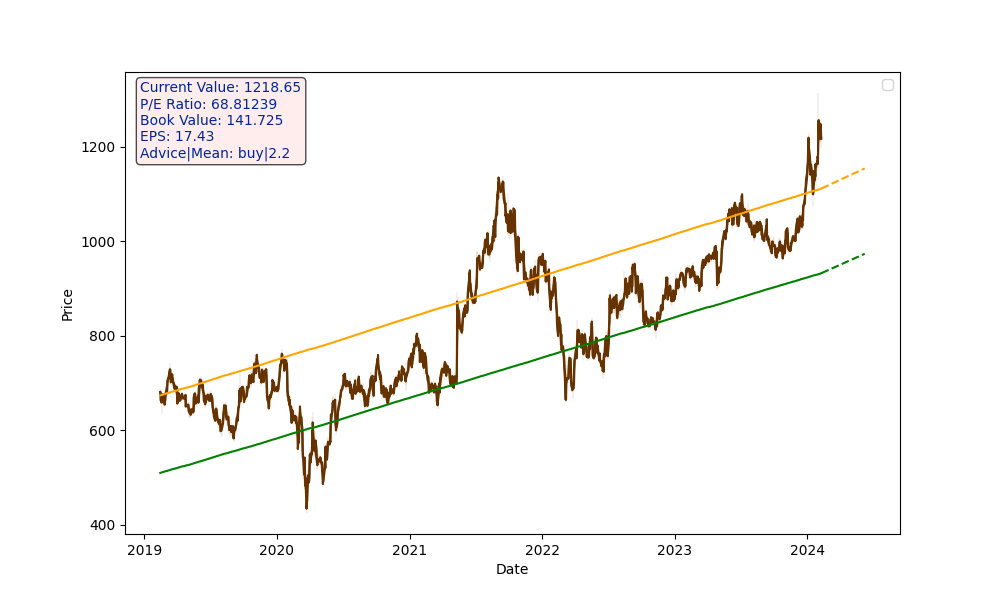 Current Value: 1218.65
P/E Ratio: 68.81239
Book Value: 141.725
EPS: 17.43
Advice|Mean: buy|2.2
1200
1000
800
600
400
Price
2019
2020
2021
2022
2023
2024
Date